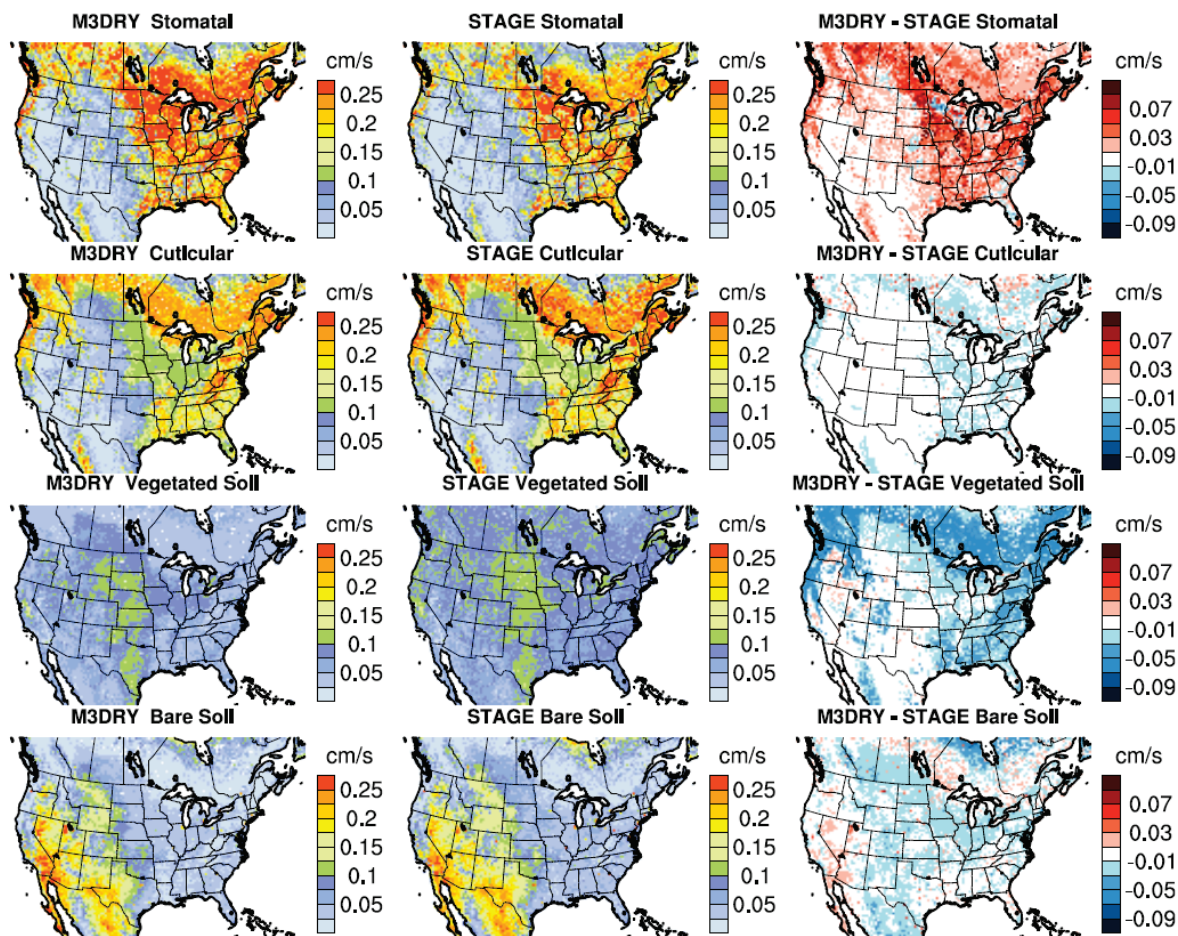 M3DRY Stomatal STAGE Stomatal M3DRY - STAGE Stomatal
cm/s cm/s cm/s
0.25 0.25 0.07
0.2 0.2 0.03
0.15 0.15 -0.01
0.1 0.1 -0.05
0.05 0.05 -0.09
M3DRY Cuticular STAGE Cuticular M3DRY - STAGE Cuticular
cm/s cm/s cm/s
0.25 0.25 0.07
0.2 0.2 0.03
0.15 0.15 -0.01
0.1 0.1 -0.05
0.05 0.05 -0.09
M3DRY Vegetated Soil STAGE Vegetated Soil M3DRY - STAGE Vegetated Soil
cm/s cm/s cm/s
0.25 0.25 0.07
0.2 0.2 0.03
0.15 0.15 -0.01
0.1 0.1 -0.05
0.05 0.05 -0.09
M3DRY Bare Soil STAGE Bare Soil M3DRY - STAGE Bare Soil
cm/s cm/s cm/s
0.25 0.25 0.07
0.2 0.2 0.03
0.15 0.15 -0.01
0.1 0.1 -0.05
0.05 0.05 -0.09